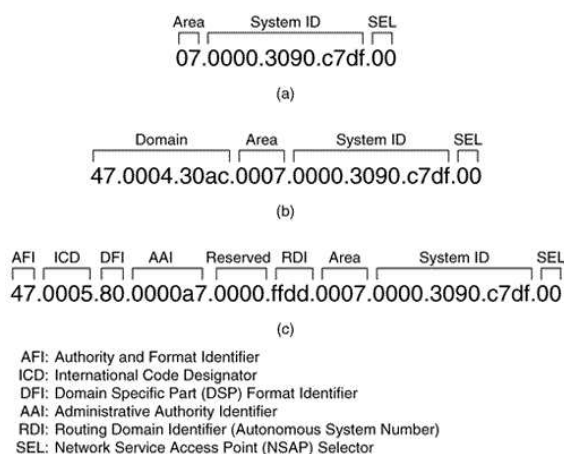 Area System ID SEL
07.0000.3090.c7df.00
(a)
Domain Area System ID SEL
47.0004.30ac.0007.0000.3090.c7df.00
(b)
AFI ICD DFI AAI Reserved RDI Area System ID SEL
47.0005.80.0000a7.0000.ffdd.0007.0000.3090.c7df.00
(c)
AFI: Authority and Format Identifier
ICD: International Code Designator
DFI: Domain Specific Part (DSP) Format Identifier
AAI: Administrative Authority Identifier
RDI: Routing Domain Identifier (Autonomous System Number)
SEL: Network Service Access Point (NSAP) Selector